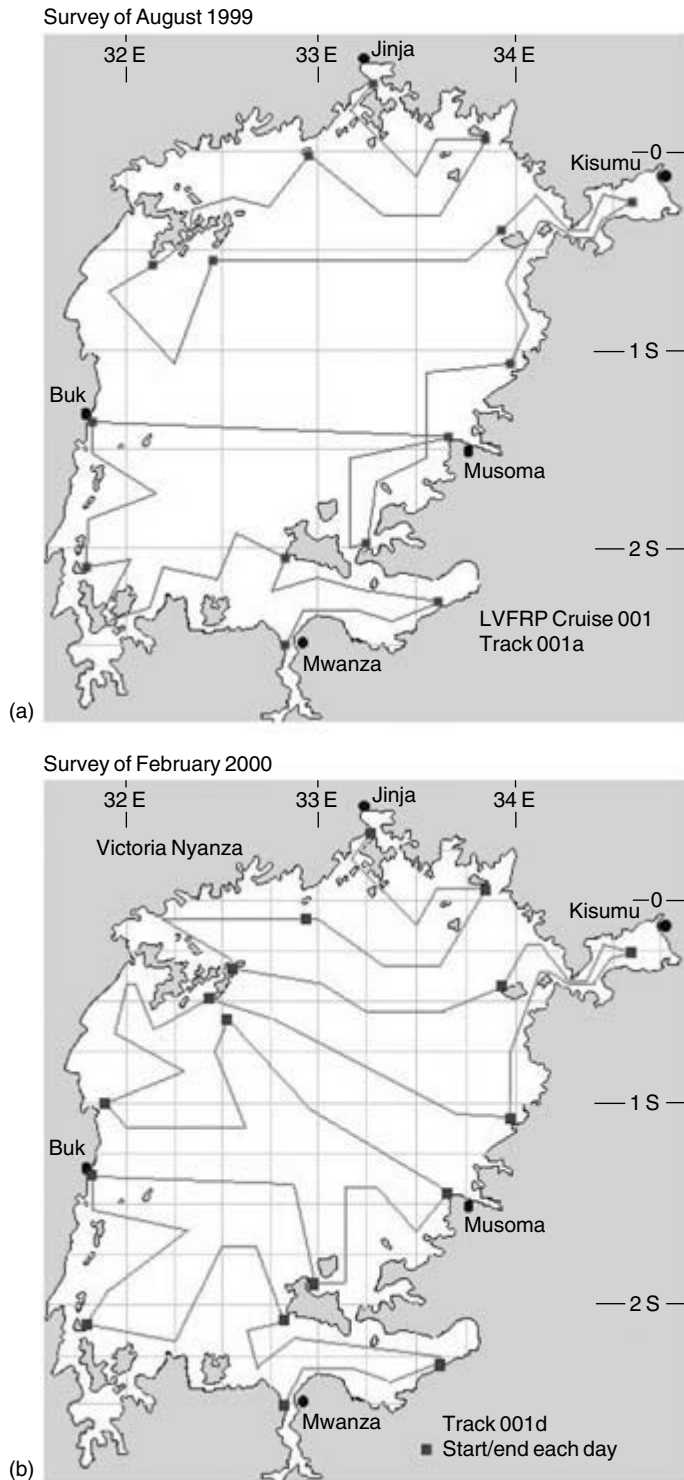 Survey of August 1999
32 E 33 E Jinja 34 E
0
Kisumu
1 S
Buk
Musoma
2 S
LVFRP Cruise 001
Track 001a
Mwanza
(a)
Survey of February 2000
32 E 33 E Jinja 34 E
Victoria Nyanza
0
Kisumu
1 S
Buk
Musoma
2 S
Mwanza
Track 001d
Start/end each day
(b)